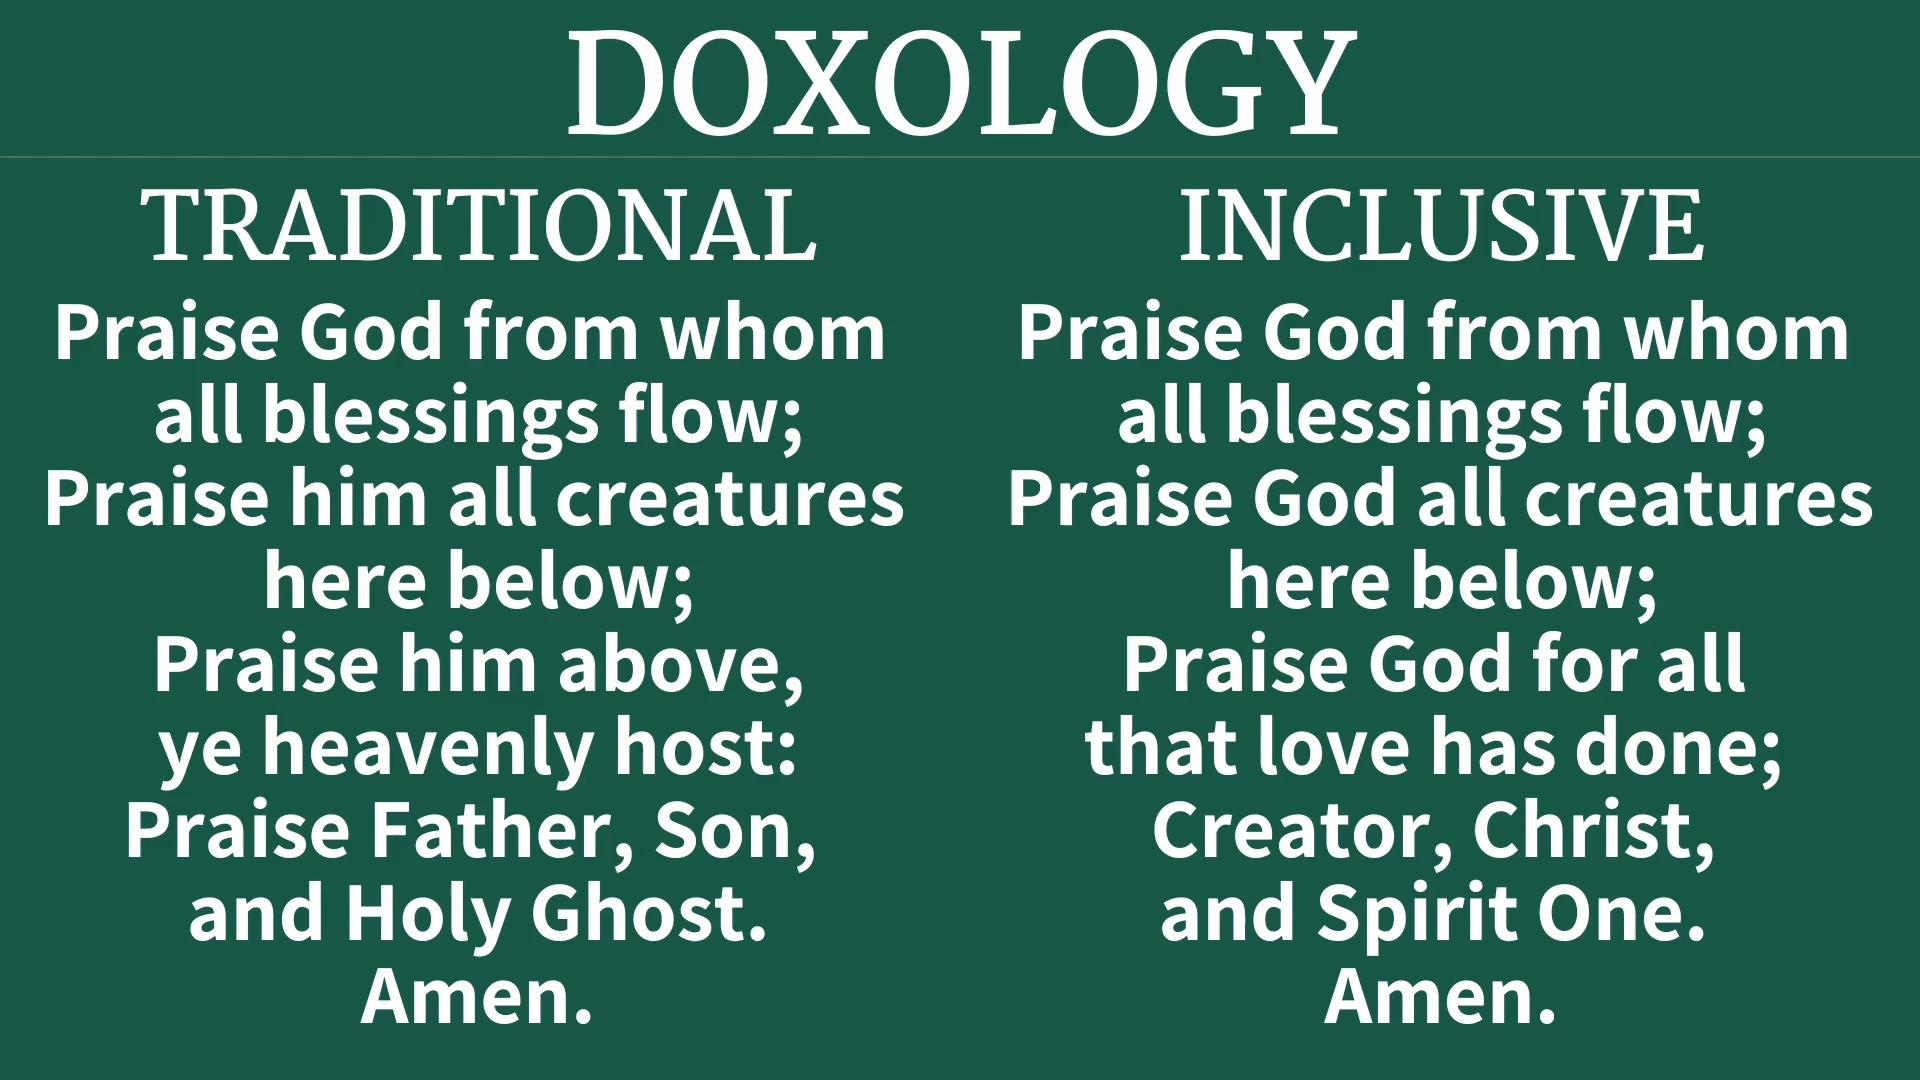 DOXOLOGY
TRADITIONAL
Praise God from whom
all blessings flow;
Praise him all creatures
here below;
Praise him above,
ye heavenly host:
Praise Father, Son,
and Holy Ghost.
Amen.
INCLUSIVE
Praise God from whom
all blessings flow;
Praise God all creatures
here below;
Praise God for all
that love has done;
Creator, Christ,
and Spirit One.
Amen.